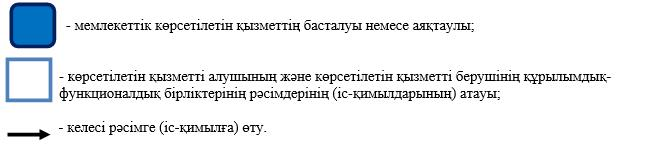 - мемлекеттік көрсетілетін қызметтің басталуы немесе аяқтаулы;
- көрсетілетін қызметті алушының және көрсетілетін қызметті берушінің құрылымдық-
функционалдық бірліктерінің рәсімдерінің (іс-қимылдарының) атауы;
- келесі рәсімге (іс-қимылға) өту.